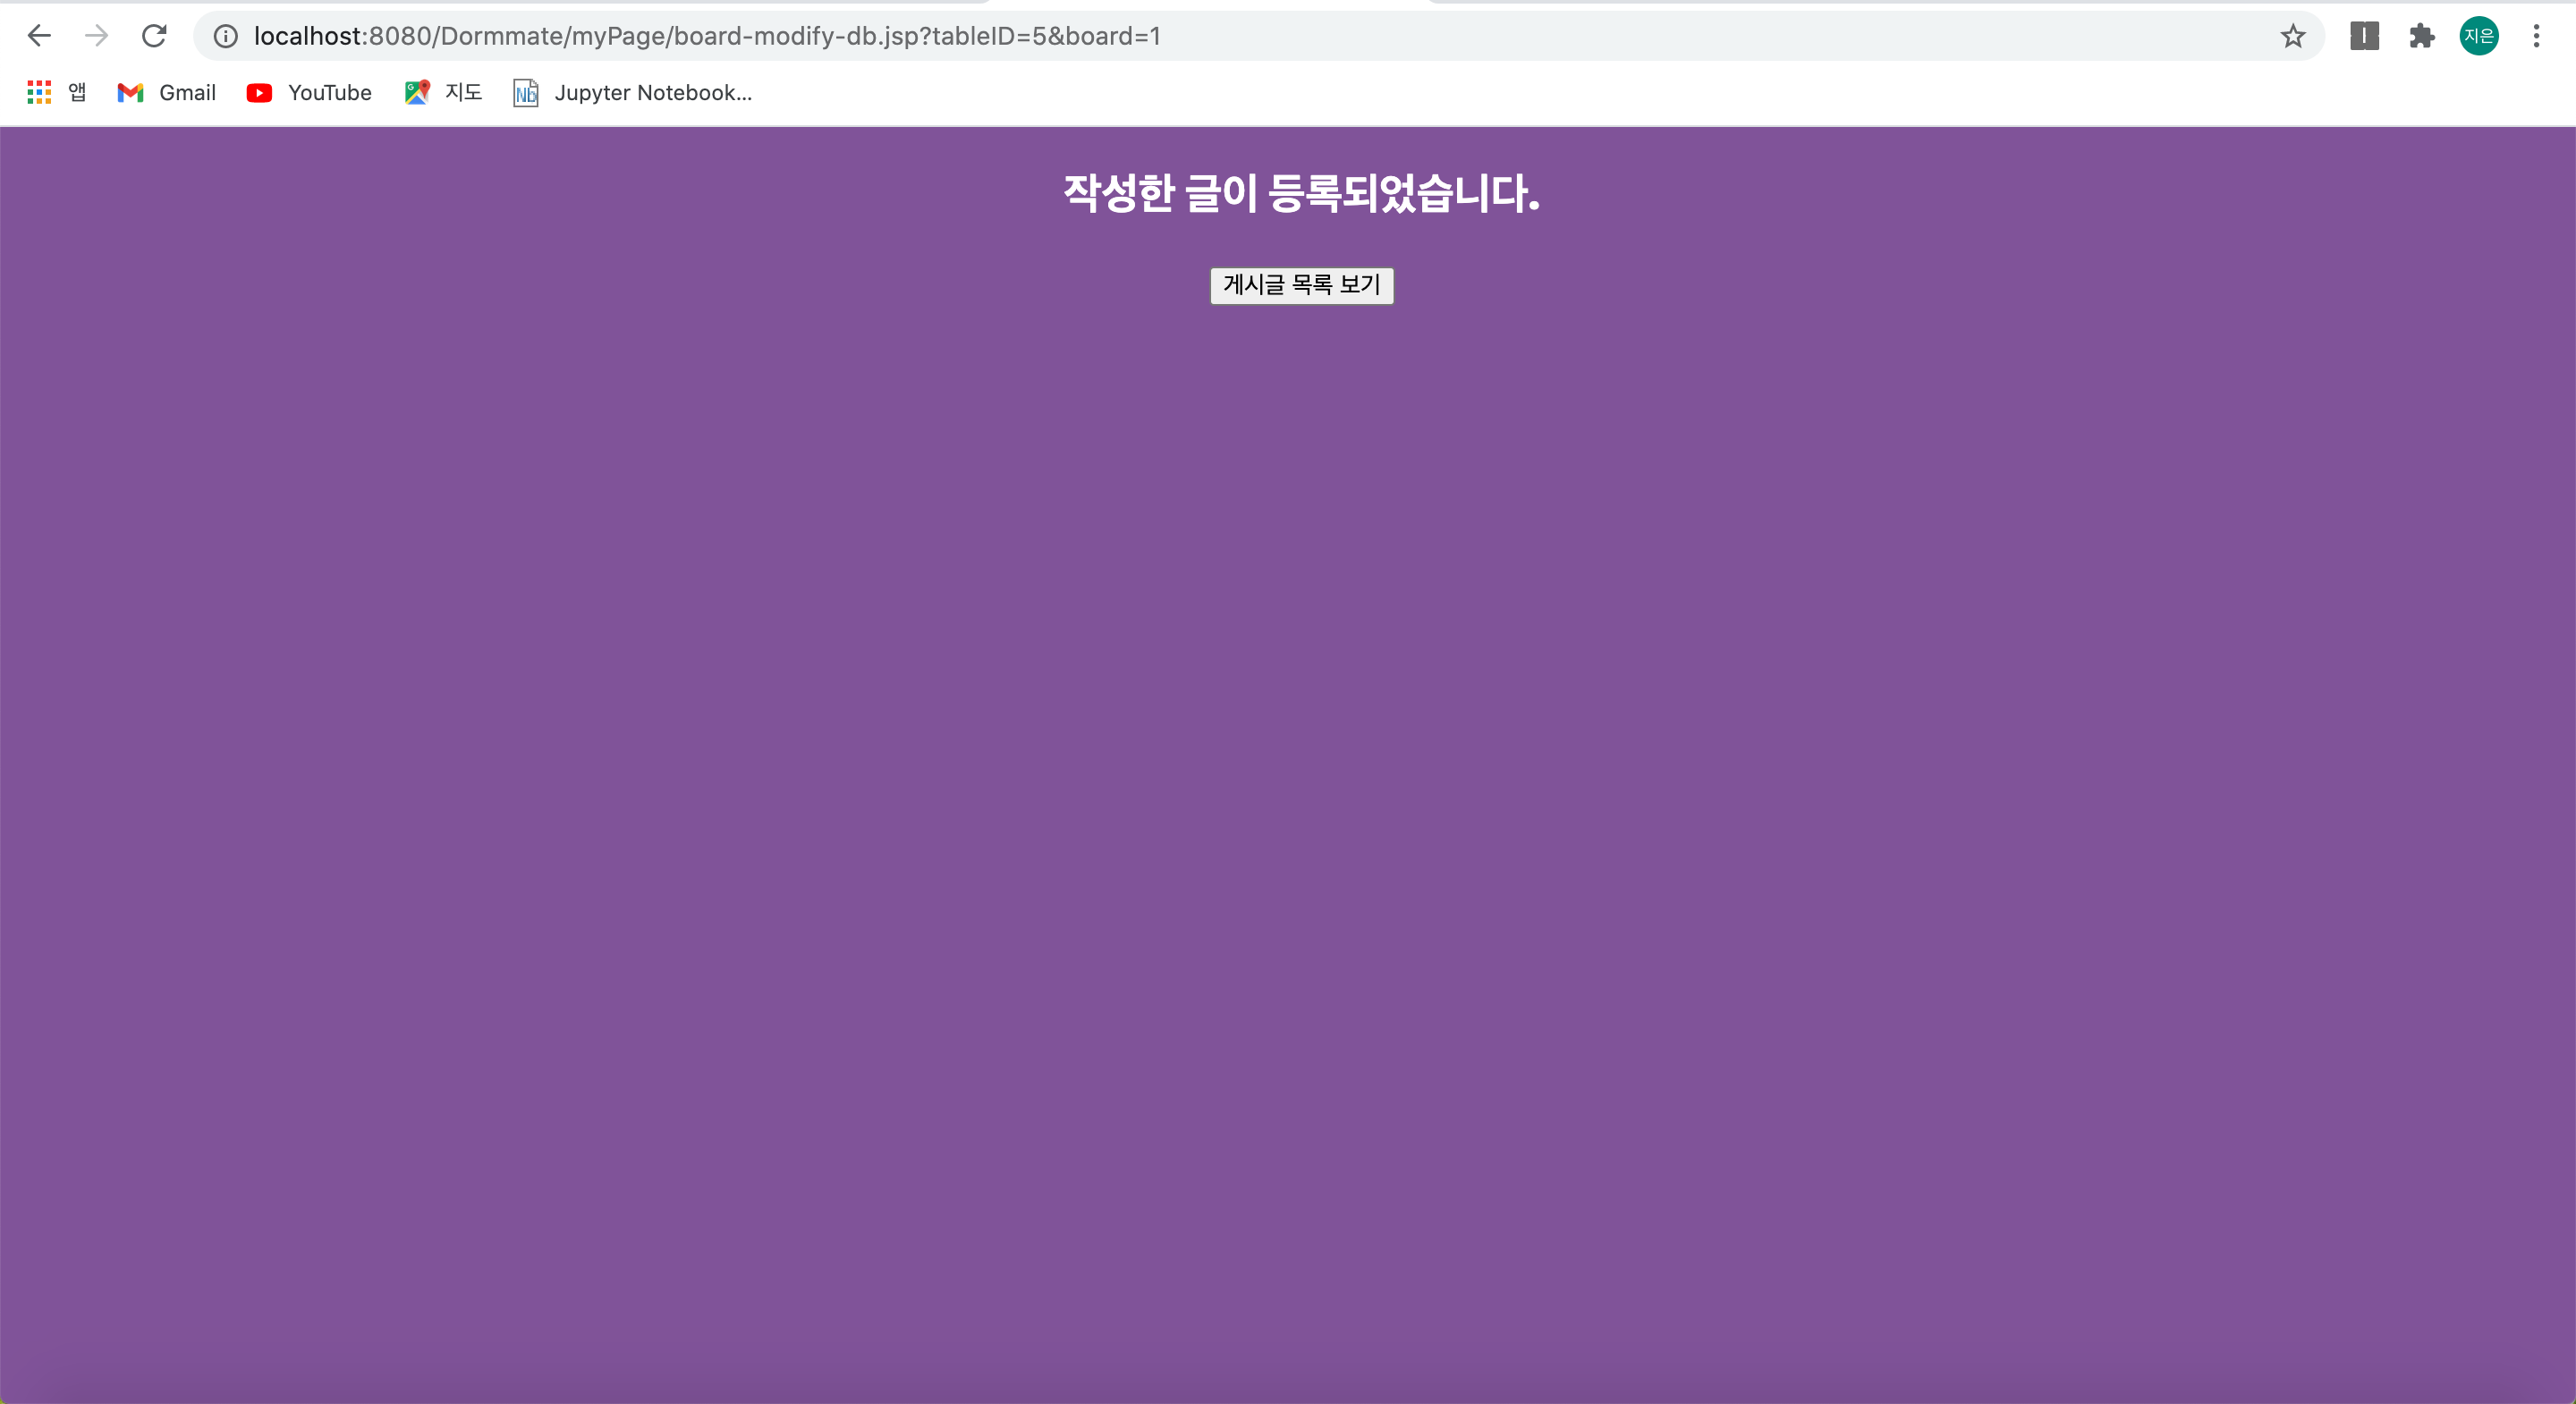 localhost:8080/Dormmate/myPage/board-modify-db.jsp?tableID=5&board=1
지은
앱 Gmail YouTube 지도 Jupyter Notebook...
작성한 글이 등록되었습니다.
게시글 목록 보기